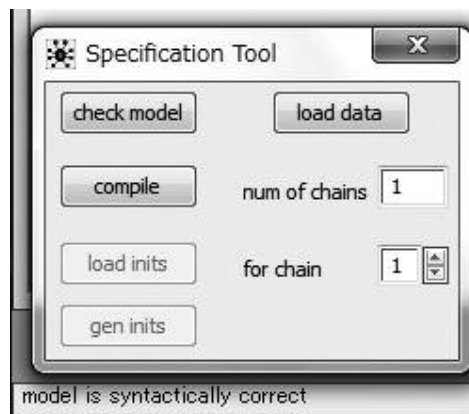 Specification Tool
check model
load data
compile
num of chains 1
load inits
for chain 1
gen inits
model is syntactically correct